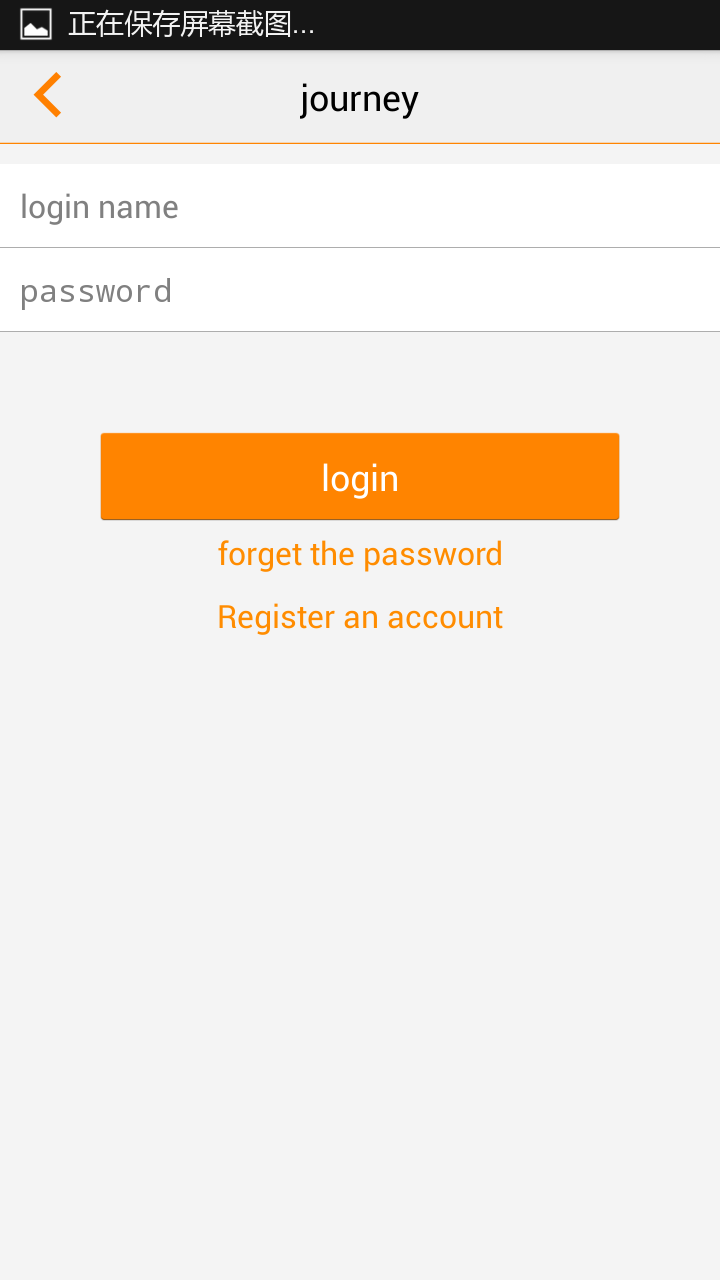 正在保存屏幕截图...
journey
login name
password
login
forget the password
Register an account